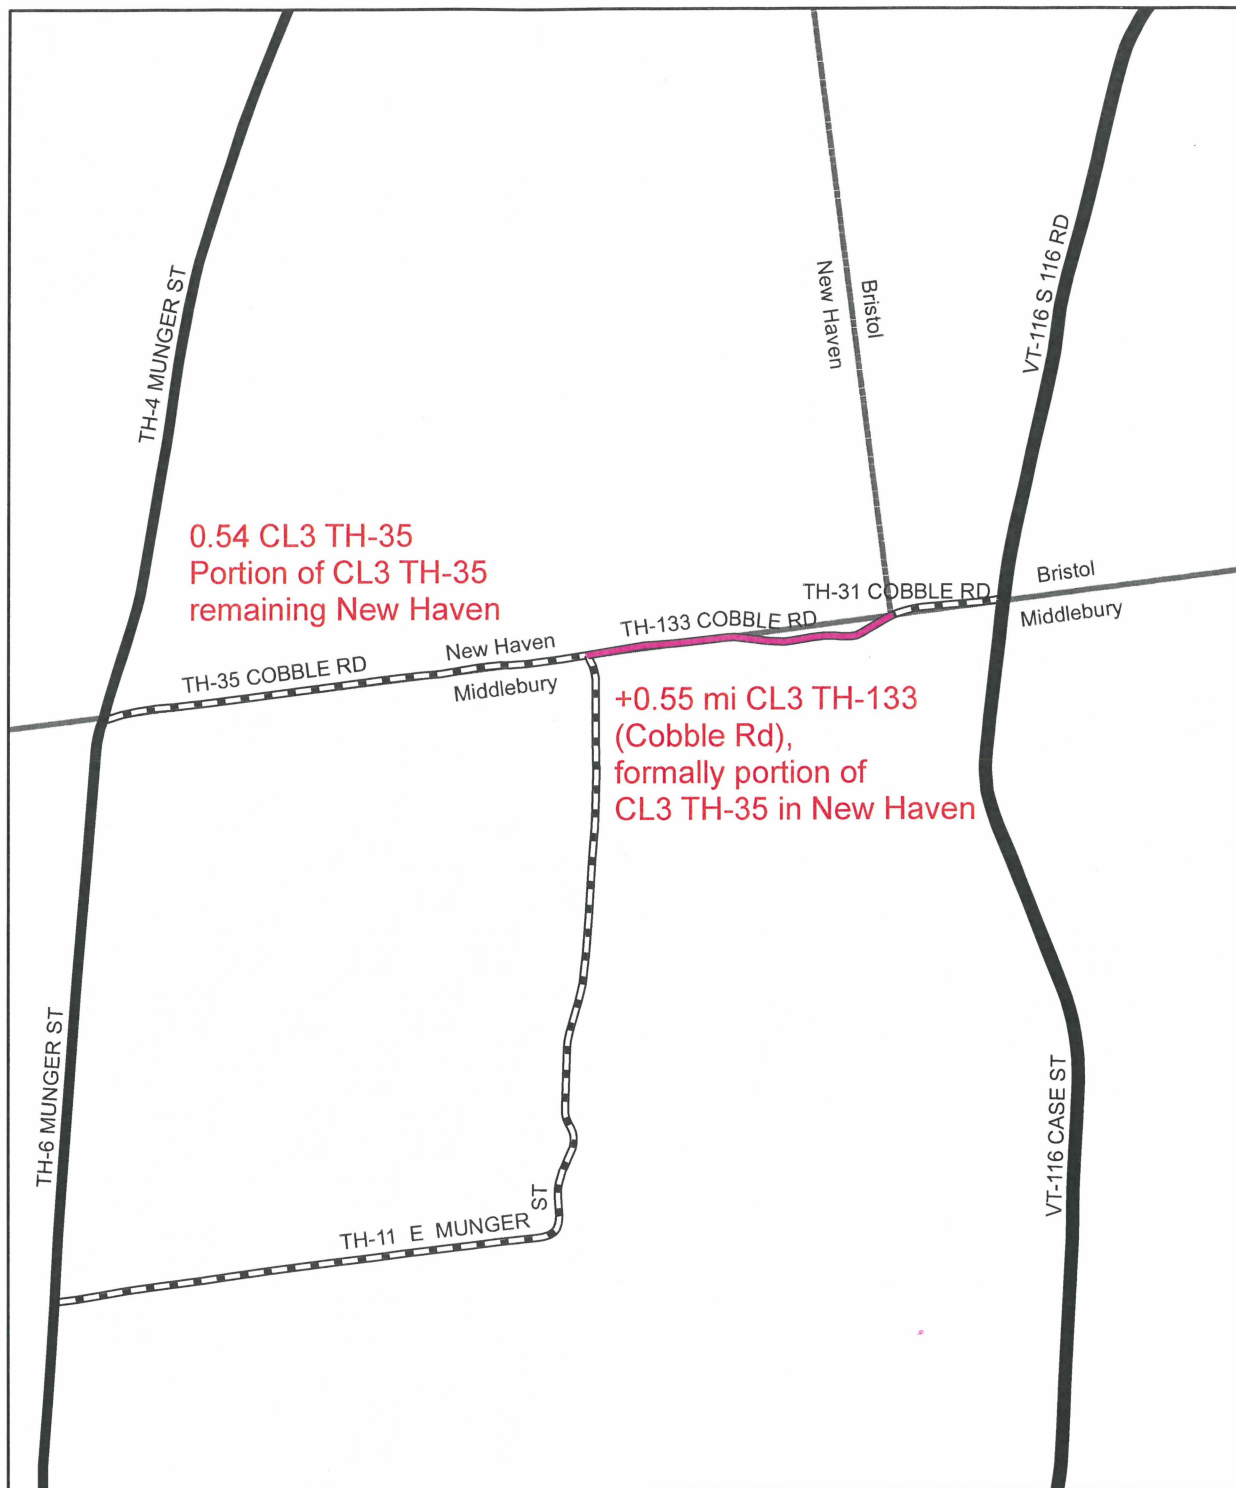 TH-4 MUNGER ST
New Haven
Bristol
VT-116 S 116 RD
0.54 CL3 TH-35
Portion of CL3 TH-35
remaining New Haven
TH-35 COBBLE RD
New Haven
Middlebury
TH-133 COBBLE RD
TH-31 COBBLE RD
Bristol
Middlebury
+0.55 mi CL3 TH-133
(Cobble Rd),
formally portion of
CL3 TH-35 in New Haven
TH-6 MUNGER ST
TH-11 E MUNGER ST
VT-116 CASE ST